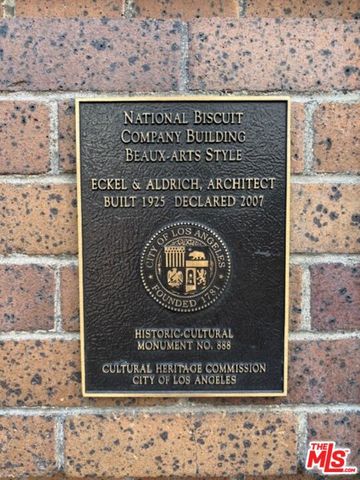 NATIONAL BISCUIT
COMPANY BUILDING
BEAUX-ARTS STYLE
ECKEL & ALDRICH, ARCHITECT
BUILT 1925 DECLARED 2007
CITY OF LOS ANGELES
FOUNDED 1781
HISTORIC-CULTURAL
MONUMENT NO. 888
CULTURAL HERITAGE COMMISSION
CITY OF LOS ANGELES
THE
MLS
.com